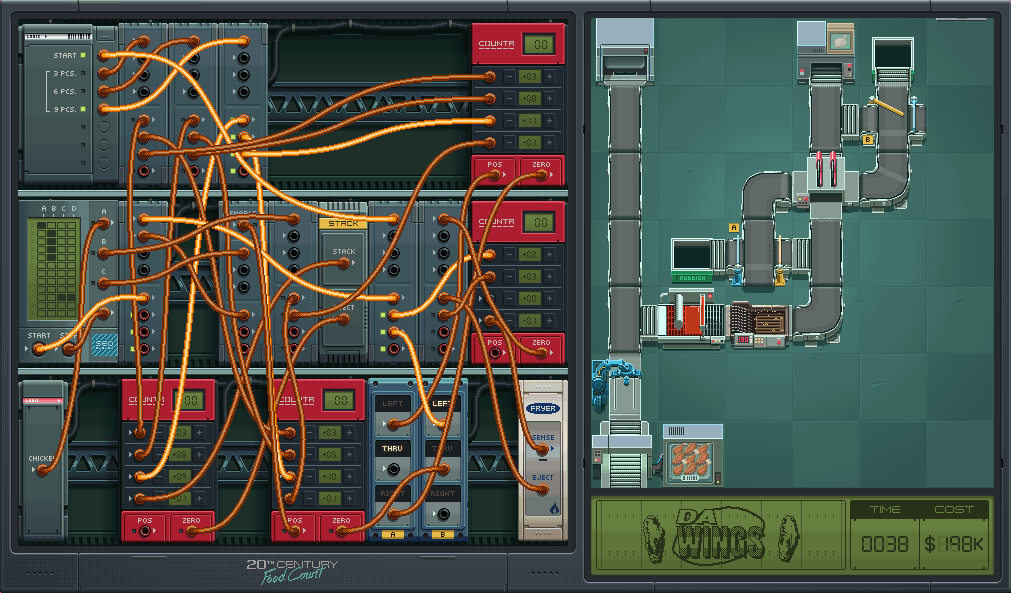 LOGIC
START
3 PCS.
6 PCS.
9 PCS.
COUNTR 00
+03
+08
+11
-01
POS ZERO
A B C D
A
B
C
START
SEQ
STACK
STACK
COUNTR 00
+02
+03
+00
-01
POS ZERO
COUNTR 00
+05
+09
POS ZERO
COUNTR 00
+03
+05
+10
-01
POS ZERO
LEFT
THRU
RIGHT
A
LEFT
RIGHT
B
FRYER
SENSE
EJECT
B
A
RUBBISH
DA
WINGS
TIME COST
0038 $198K
20TH CENTURY
Food Court